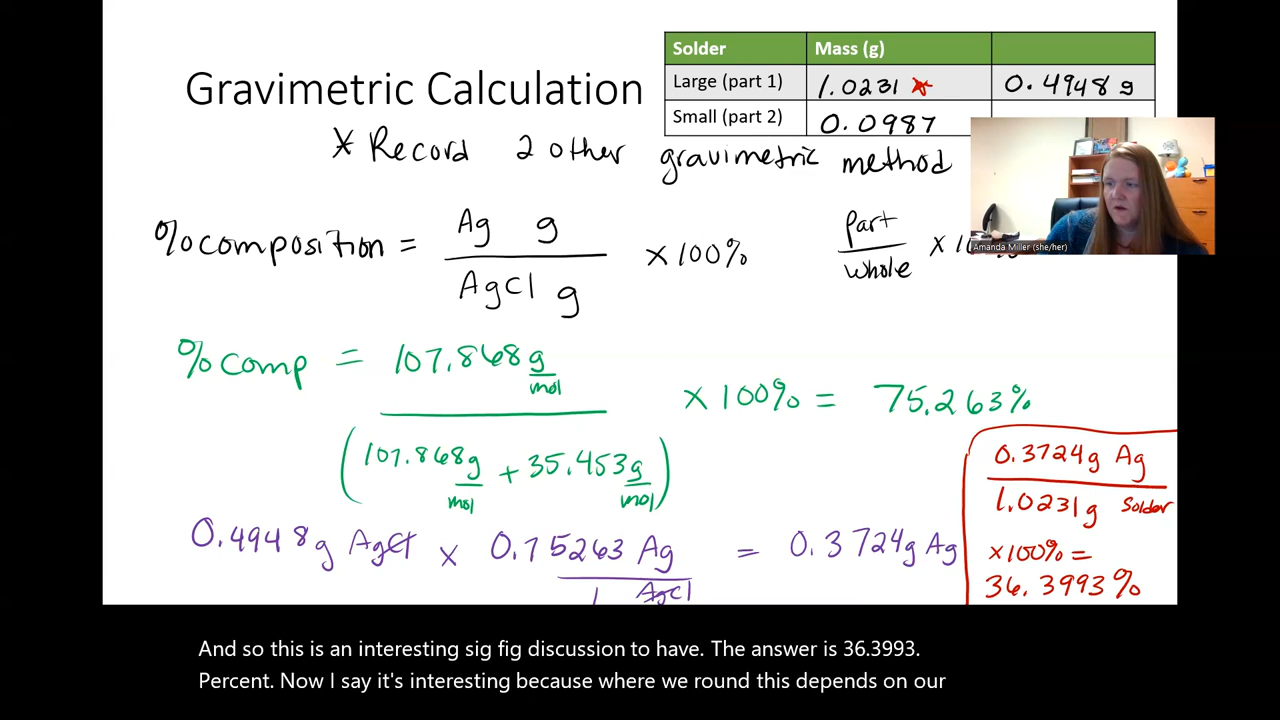 Solder Mass (g)
Large (part 1) 1.0231 0.4948 g
Small (part 2) 0.0987
Gravimetric Calculation
* Record 2 other gravimetric method
%composition = Ag g / AgCl g × 100%
Part / whole × 10
Amanda Miller (she/her)
%comp = 107.868 g/mol / (107.868 g/mol + 35.453 g/mol) × 100% = 75.263%
0.4948 g AgCl × 0.75263 Ag / 1 AgCl = 0.3724 g Ag
0.3724g Ag
1.0231g Solder
×100% =
36.3993%
And so this is an interesting sig fig discussion to have. The answer is 36.3993.
Percent. Now I say it's interesting because where we round this depends on our